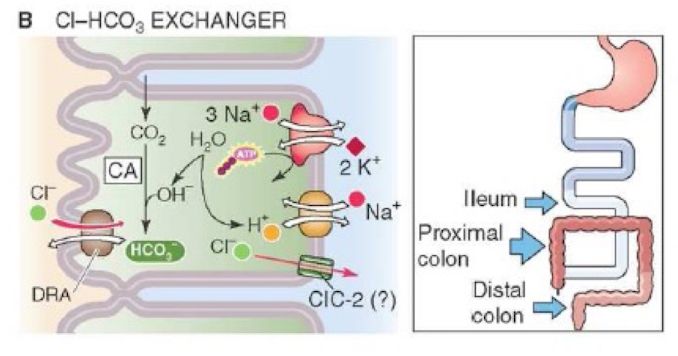 B Cl–HCO₃ EXCHANGER
3 Na⁺
CO₂
H₂O
ATP
2 K⁺
CA
OH⁻
Cl⁻
Na⁺
H⁺
HCO₃⁻
Cl⁻
DRA
ClC-2 (?)
Ileum
Proximal
colon
Distal
colon